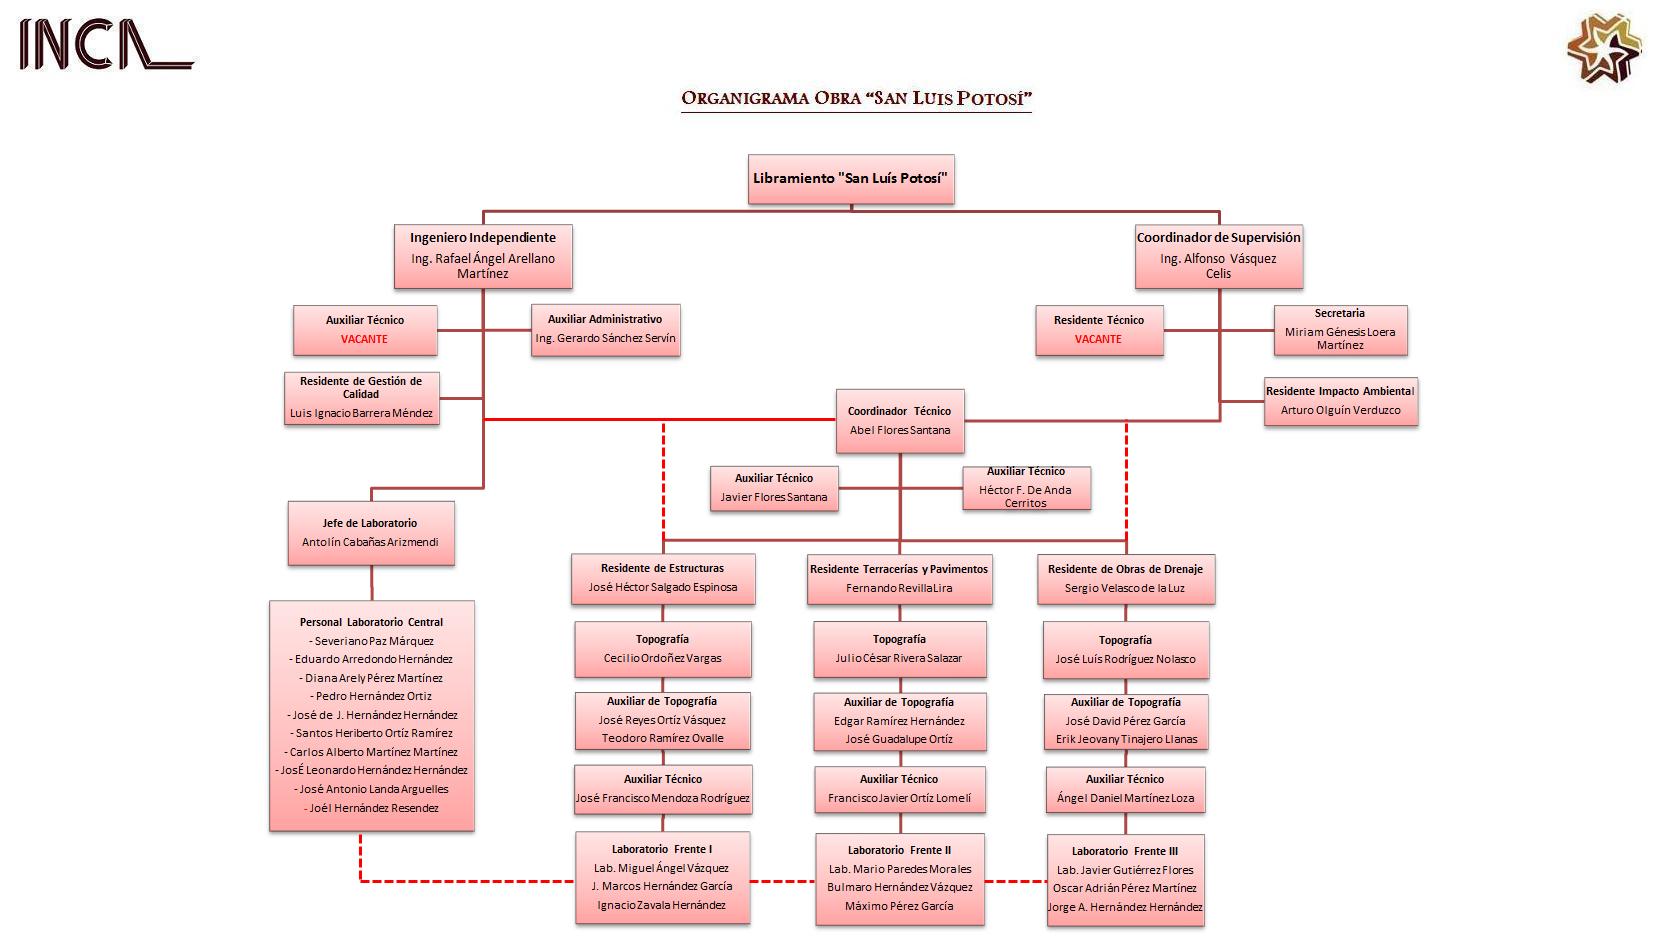 INCA
ORGANIGRAMA OBRA “SAN LUIS POTOSÍ”
Libramiento "San Luís Potosí"
Ingeniero Independiente
Ing. Rafael Ángel Arellano
Martínez
Coordinador de Supervisión
Ing. Alfonso Vásquez
Celis
Auxiliar Técnico
VACANTE
Auxiliar Administrativo
Ing. Gerardo Sánchez Servín
Residente Técnico
VACANTE
Secretaria
Miriam Génesis Loera
Martínez
Residente de Gestión de
Calidad
Luis Ignacio Barrera Méndez
Coordinador Técnico
Abel Flores Santana
Residente Impacto Ambiental
Arturo Olguín Verduzco
Auxiliar Técnico
Javier Flores Santana
Auxiliar Técnico
Héctor F. De Anda
Cerritos
Jefe de Laboratorio
Antolín Cabañas Arizmendi
Residente de Estructuras
José Héctor Salgado Espinosa
Residente Terracerías y Pavimentos
Fernando Revilla Lira
Residente de Obras de Drenaje
Sergio Velasco de la Luz
Personal Laboratorio Central
- Severiano Paz Márquez
- Eduardo Arredondo Hernández
- Diana Arely Pérez Martínez
- Pedro Hernández Ortiz
- José de J. Hernández Hernández
- Santos Heriberto Ortíz Ramírez
- Carlos Alberto Martínez Martínez
- JosÉ Leonardo Hernández Hernández
- José Antonio Landa Arguelles
- Joél Hernández Resendez
Topografía
Cecilio Ordoñez Vargas
Topografía
Julio César Rivera Salazar
Topografía
José Luís Rodríguez Nolasco
Auxiliar de Topografía
José Reyes Ortíz Vásquez
Teodoro Ramírez Ovalle
Auxiliar de Topografía
Edgar Ramírez Hernández
José Guadalupe Ortíz
Auxiliar de Topografía
José David Pérez García
Erik Jeovany Tinajero Llanas
Auxiliar Técnico
José Francisco Mendoza Rodríguez
Auxiliar Técnico
Francisco Javier Ortíz Lomelí
Auxiliar Técnico
Ángel Daniel Martínez Loza
Laboratorio Frente I
Lab. Miguel Ángel Vázquez
J. Marcos Hernández García
Ignacio Zavala Hernández
Laboratorio Frente II
Lab. Mario Paredes Morales
Bulmaro Hernández Vázquez
Máximo Pérez García
Laboratorio Frente III
Lab. Javier Gutiérrez Flores
Oscar Adrián Pérez Martínez
Jorge A. Hernández Hernández